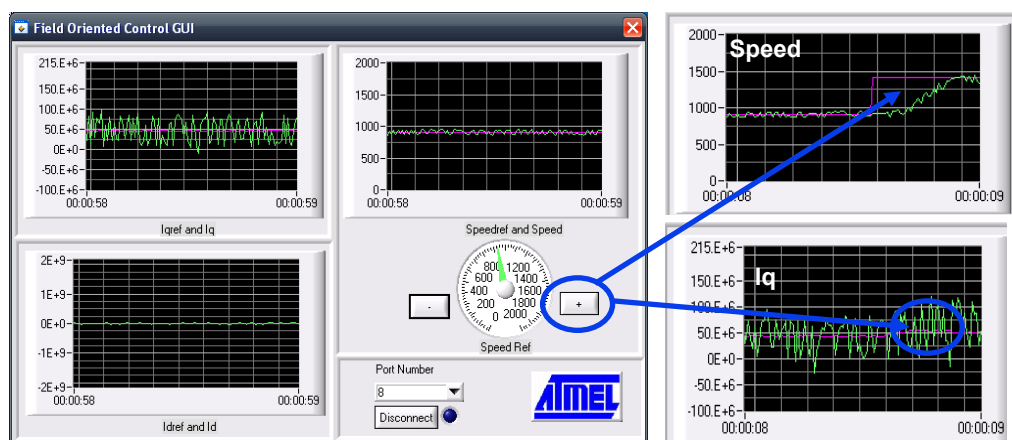 Field Oriented Control GUI
215.E+6-
150.E+6-
100.E+6-
50.E+6-
0E+0-
-50.E+6-
-100.E+6-
00:00:58
00:00:59
Iqref and Iq
2E+9-
1E+9-
0E+0-
-1E+9-
-2E+9-
00:00:58
00:00:59
Idref and Id
2000-
1500-
1000-
500-
0-
00:00:58
00:00:59
Speedref and Speed
800 1200
600 1400
400 1600
200 1800
0 2000
-
+
Speed Ref
Port Number
8
Disconnect
ATMEL
Speed
2000-
1500-
1000-
500-
0-
00:00:08
00:00:09
Iq
215.E+6-
150.E+6-
100.E+6-
50.E+6-
0E+0-
-50.E+6-
-100.E+6-
00:00:08
00:00:09